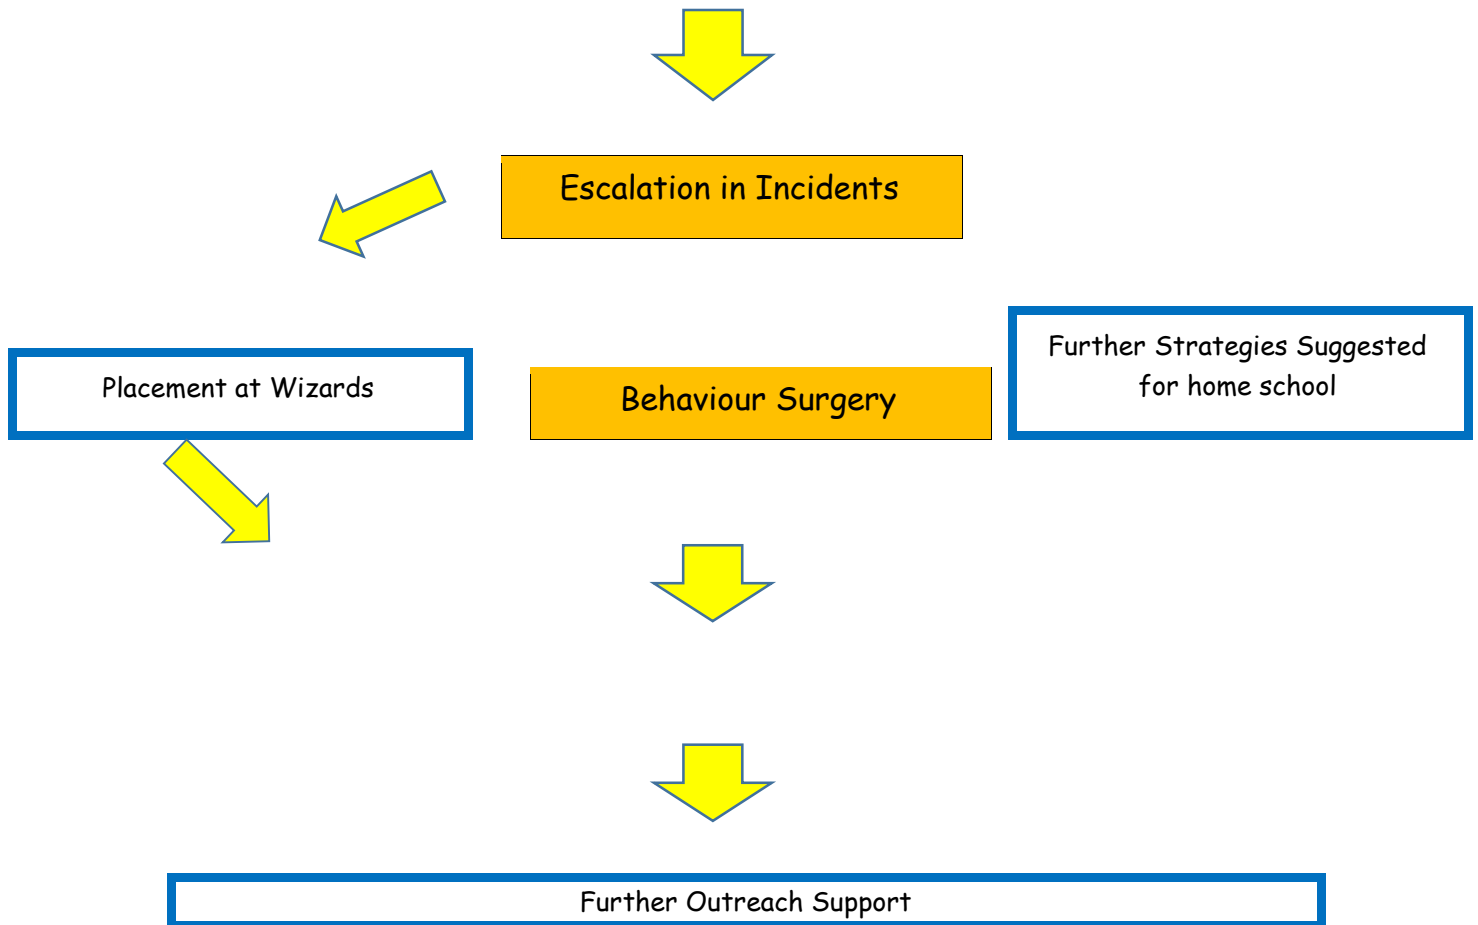 Escalation in Incidents
Placement at Wizards
Behaviour Surgery
Further Strategies Suggested
for home school
Further Outreach Support